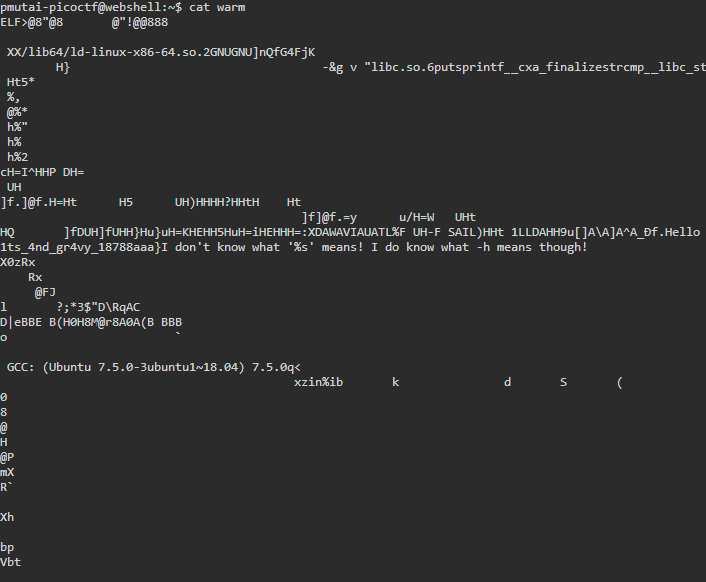 pmutai-picoctf@webshell:~$ cat warm
ELF>@8"@8 @"!@@888
XX/lib64/ld-linux-x86-64.so.2GNUGNU]nQfG4FjK
H} -&g v "libc.so.6putsprintf__cxa_finalizestrcmp__libc_st
Ht5*
%,
@%*
h%"
h%
h%2
cH=I^HHP DH=
UH
]f.]@f.H=Ht H5 UH)HHHH?HHtH Ht
]f]@f.=y u/H=W UHt
HQ ]fDUH]fUHH}Hu}uH=KHEHH5HuH=iHEHHH=:XDAWAVIAUATL%F UH-F SAIL)HHt 1LLDAHH9u[]A\A]A^A_Ðf.Hello
1ts_4nd_gr4vy_18788aaa}I don't know what '%s' means! I do know what -h means though!
X0zRx
Rx
@FJ
l ?;*3$"D\RqAC
D|eBBE B(H0H8M@r8A0A(B BBB
o `
GCC: (Ubuntu 7.5.0-3ubuntu1~18.04) 7.5.0q<
xzin%ib k d S (
0
8
@
H
@P
mX
R`
Xh
bp
Vbt